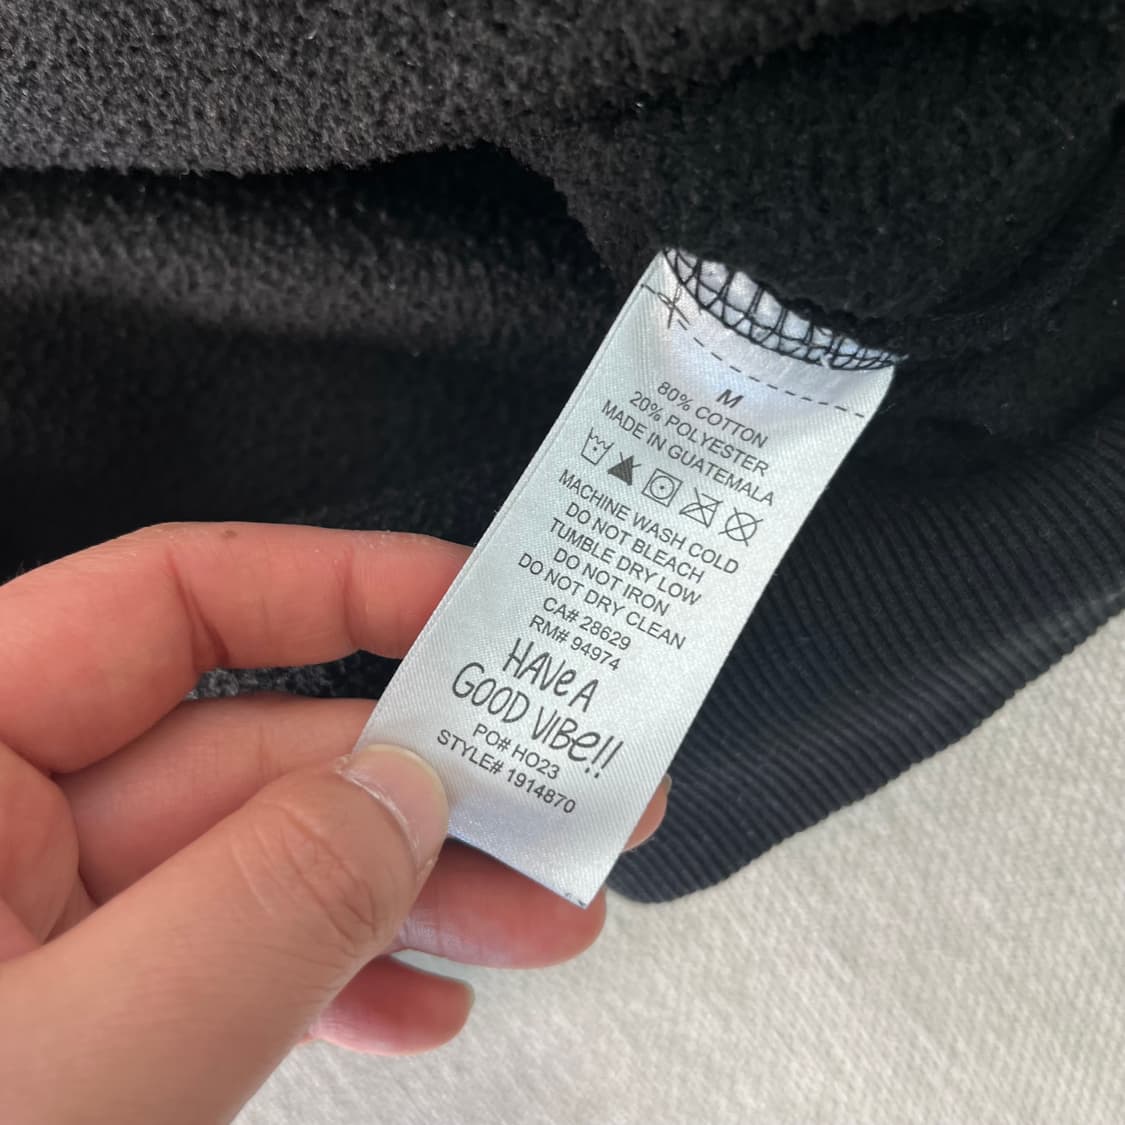 M
80% COTTON
20% POLYESTER
MADE IN GUATEMALA
MACHINE WASH COLD
DO NOT BLEACH
TUMBLE DRY LOW
DO NOT IRON
DO NOT DRY CLEAN
CA# 28629
RM# 94974
HAVe A
GOOD VIBe!!
PO# HO23
STYLE# 1914870